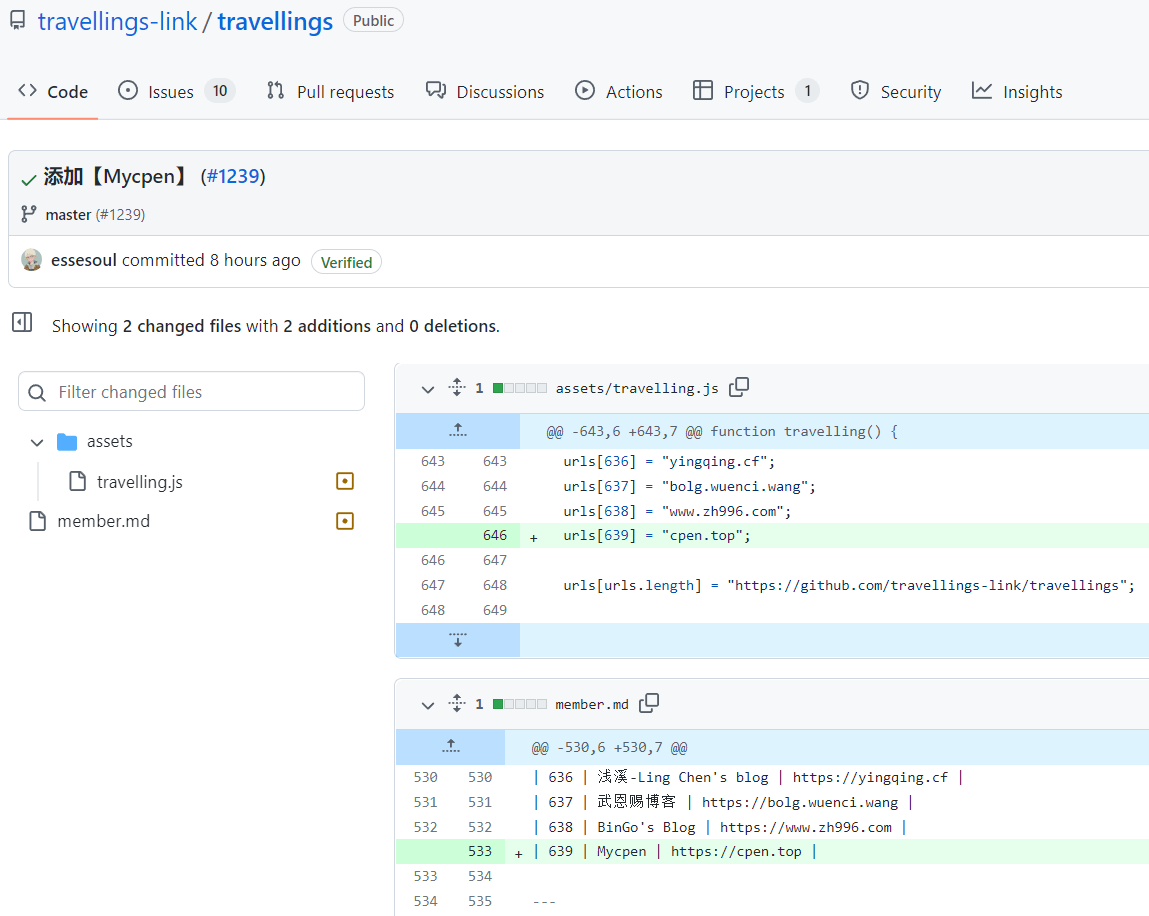 travellings-link / travellings Public
Code Issues 10 Pull requests Discussions Actions Projects 1 Security Insights
添加【Mycpen】 (#1239)
master (#1239)
essesoul committed 8 hours ago Verified
Showing 2 changed files with 2 additions and 0 deletions.
Filter changed files
assets
travelling.js
member.md
1 assets/travelling.js
@@ -643,6 +643,7 @@ function travelling() {
643 643 urls[636] = "yingqing.cf";
644 644 urls[637] = "bolg.wuenci.wang";
645 645 urls[638] = "www.zh996.com";
646 + urls[639] = "cpen.top";
646 647
647 648 urls[urls.length] = "https://github.com/travellings-link/travellings";
648 649
1 member.md
@@ -530,6 +530,7 @@
530 530 | 636 | 浅溪-Ling Chen's blog | https://yingqing.cf |
531 531 | 637 | 武恩赐博客 | https://bolg.wuenci.wang |
532 532 | 638 | BinGo's Blog | https://www.zh996.com |
533 + | 639 | Mycpen | https://cpen.top |
533 534
534 535 ---